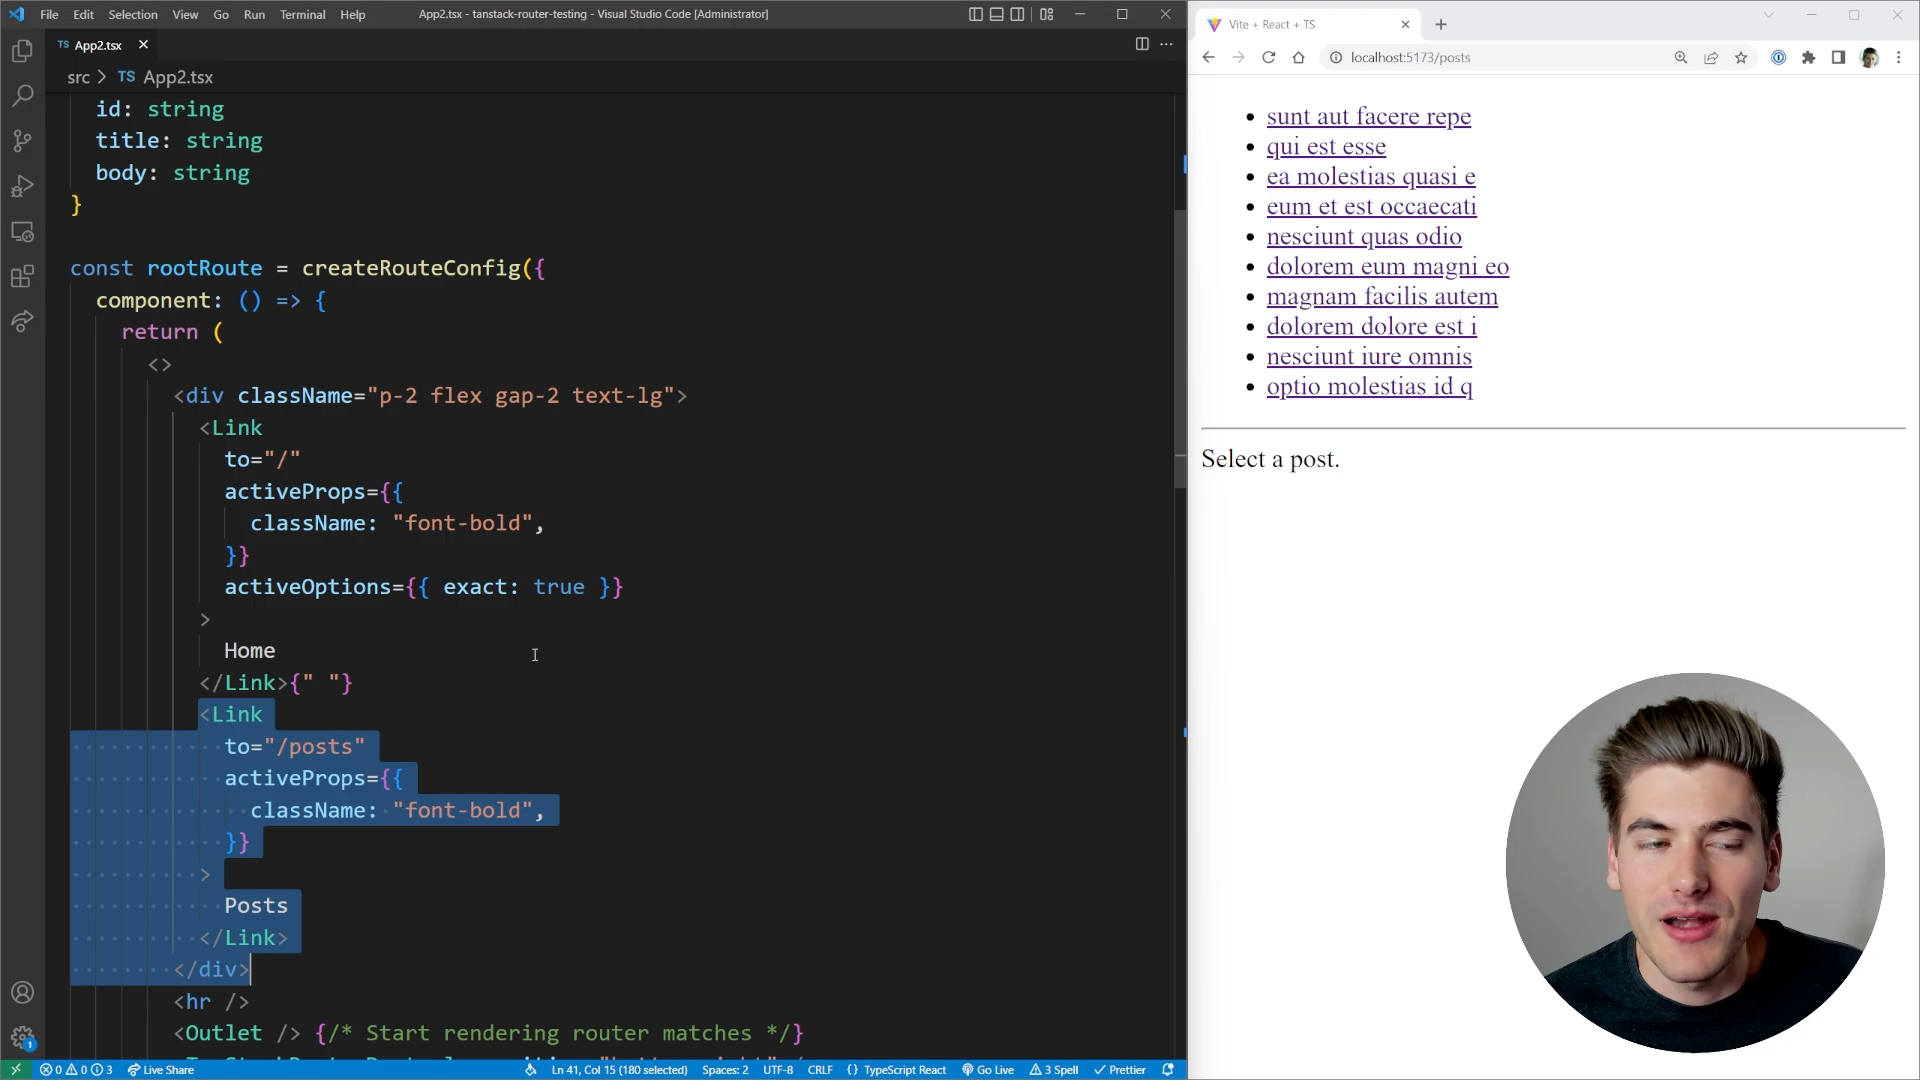 File Edit Selection View Go Run Terminal Help App2.tsx - tanstack-router-testing - Visual Studio Code [Administrator]
TS App2.tsx
src > TS App2.tsx
id: string
title: string
body: string
}
const rootRoute = createRouteConfig({
component: () => {
return (
<>
<div className="p-2 flex gap-2 text-lg">
<Link
to="/"
activeProps={{
className: "font-bold",
}}
activeOptions={{ exact: true }}
>
Home
</Link>{" "}
<Link
to="/posts"
activeProps={{
className: "font-bold",
}}
>
Posts
</Link>
</div>
<hr />
<Outlet /> {/* Start rendering router matches */}
1
0 0 3 Live Share Ln 41, Col 15 (180 selected) Spaces: 2 UTF-8 CRLF {} TypeScript React Go Live 3 Spell Prettier
Vite + React + TS
localhost:5173/posts
sunt aut facere repe
qui est esse
ea molestias quasi e
eum et est occaecati
nesciunt quas odio
dolorem eum magni eo
magnam facilis autem
dolorem dolore est i
nesciunt iure omnis
optio molestias id q
Select a post.